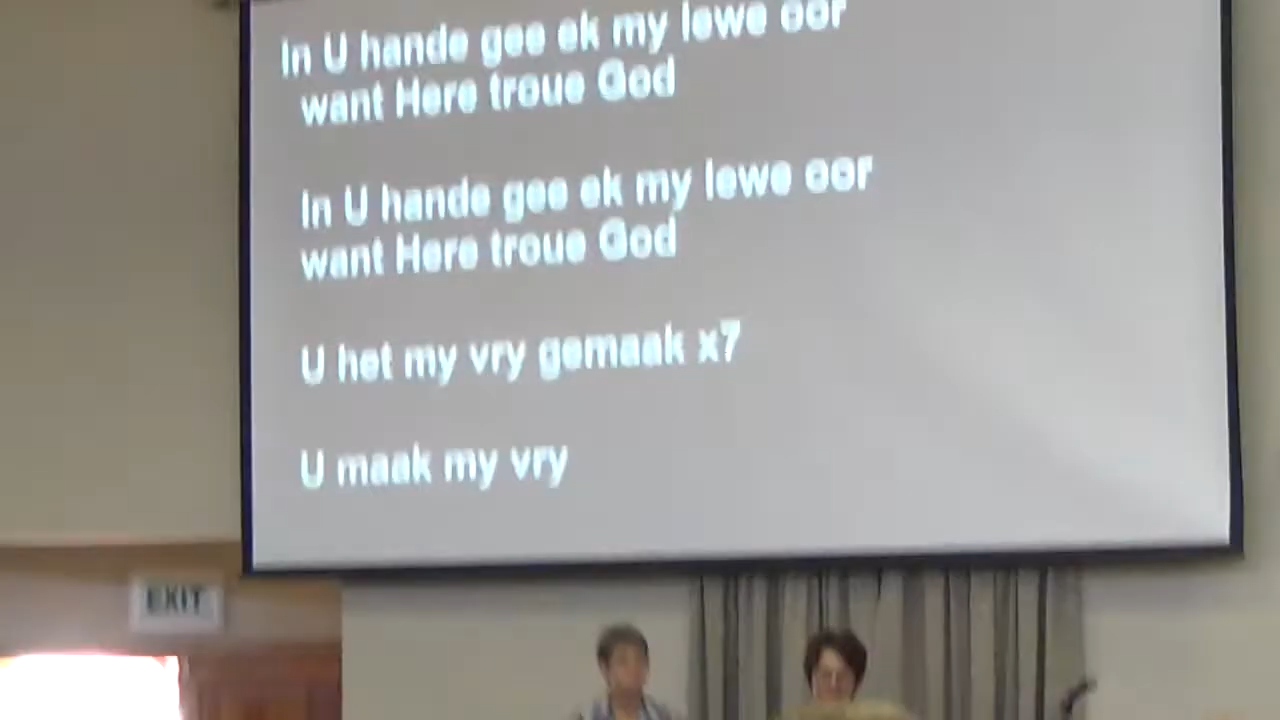 In U hande gee ek my lewe oor
want Here troue God
In U hande gee ek my lewe oor
want Here troue God
U het my vry gemaak x7
U maak my vry
EXIT